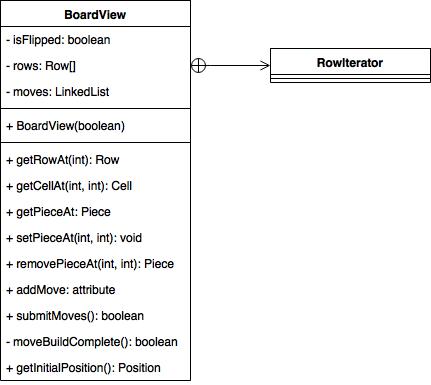 BoardView
- isFlipped: boolean
- rows: Row[]
- moves: LinkedList
+ BoardView(boolean)
+ getRowAt(int): Row
+ getCellAt(int, int): Cell
+ getPieceAt: Piece
+ setPieceAt(int, int): void
+ removePieceAt(int, int): Piece
+ addMove: attribute
+ submitMoves(): boolean
- moveBuildComplete(): boolean
+ getInitialPosition(): Position
RowIterator